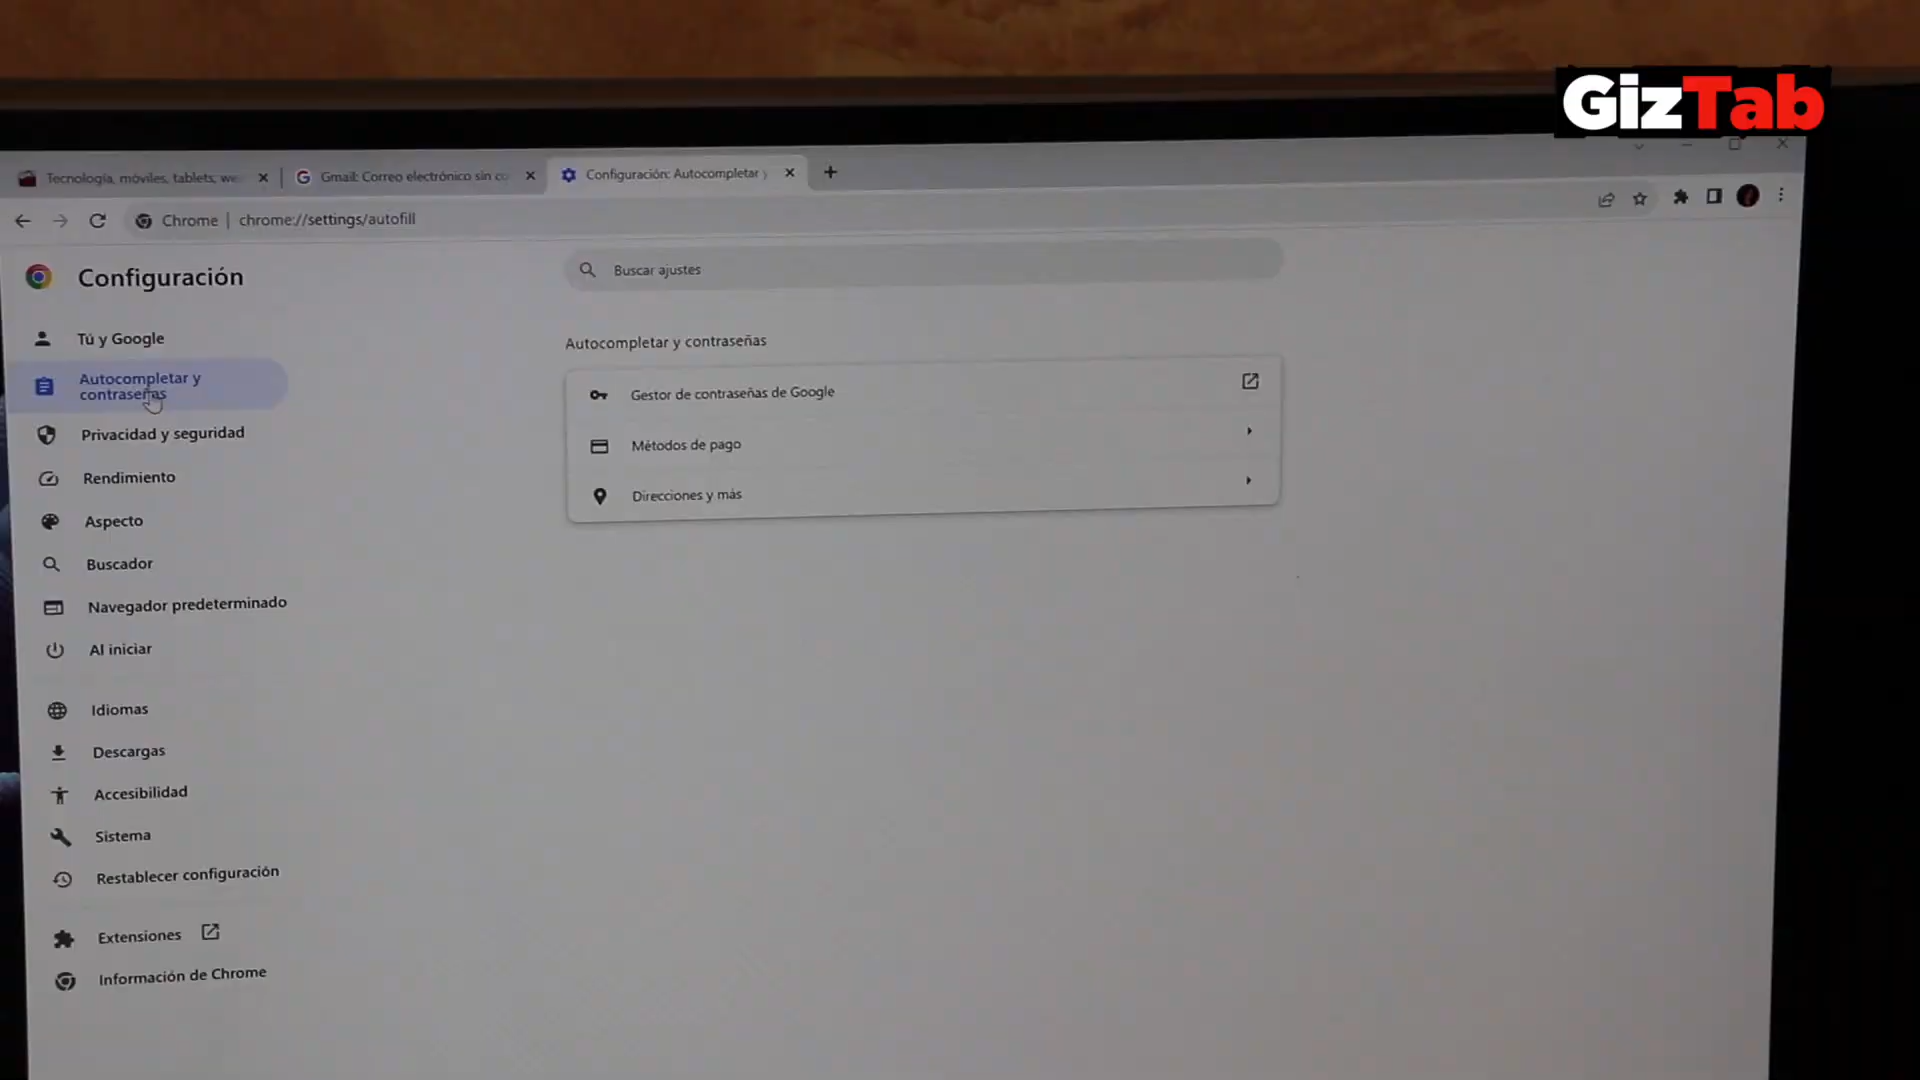 GizTab
Tecnología, móviles, tablets, we
Gmail: Correo electrónico sin co
Configuración: Autocompletar y
Chrome | chrome://settings/autofill
Configuración
Buscar ajustes
Tú y Google
Autocompletar y
contraseñas
Privacidad y seguridad
Rendimiento
Aspecto
Buscador
Navegador predeterminado
Al iniciar
Idiomas
Descargas
Accesibilidad
Sistema
Restablecer configuración
Extensiones
Información de Chrome
Autocompletar y contraseñas
Gestor de contraseñas de Google
Métodos de pago
Direcciones y más